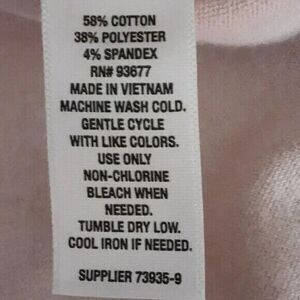 58% COTTON
38% POLYESTER
4% SPANDEX
RN# 93677
MADE IN VIETNAM
MACHINE WASH COLD.
GENTLE CYCLE
WITH LIKE COLORS.
USE ONLY
NON-CHLORINE
BLEACH WHEN
NEEDED.
TUMBLE DRY LOW.
COOL IRON IF NEEDED.
SUPPLIER 73935-9